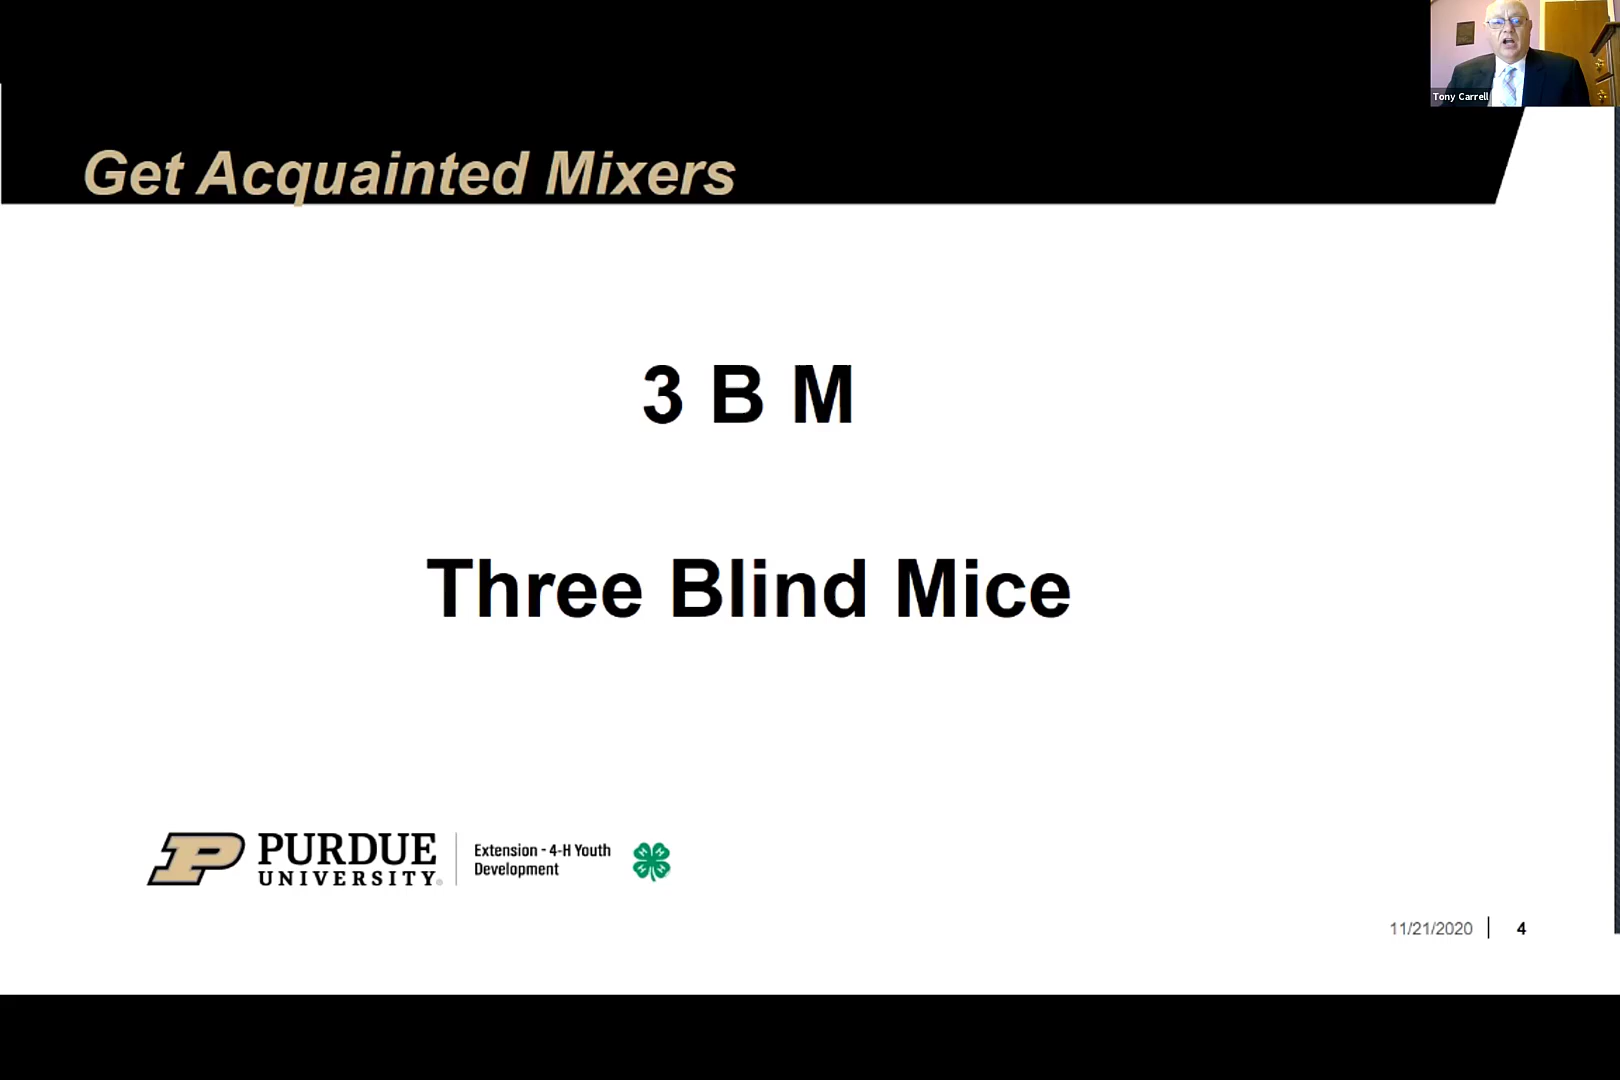 Tony Carrell
Get Acquainted Mixers
3 B M
Three Blind Mice
P PURDUE
UNIVERSITY®
Extension - 4-H Youth
Development
H H H H
11/21/2020 | 4